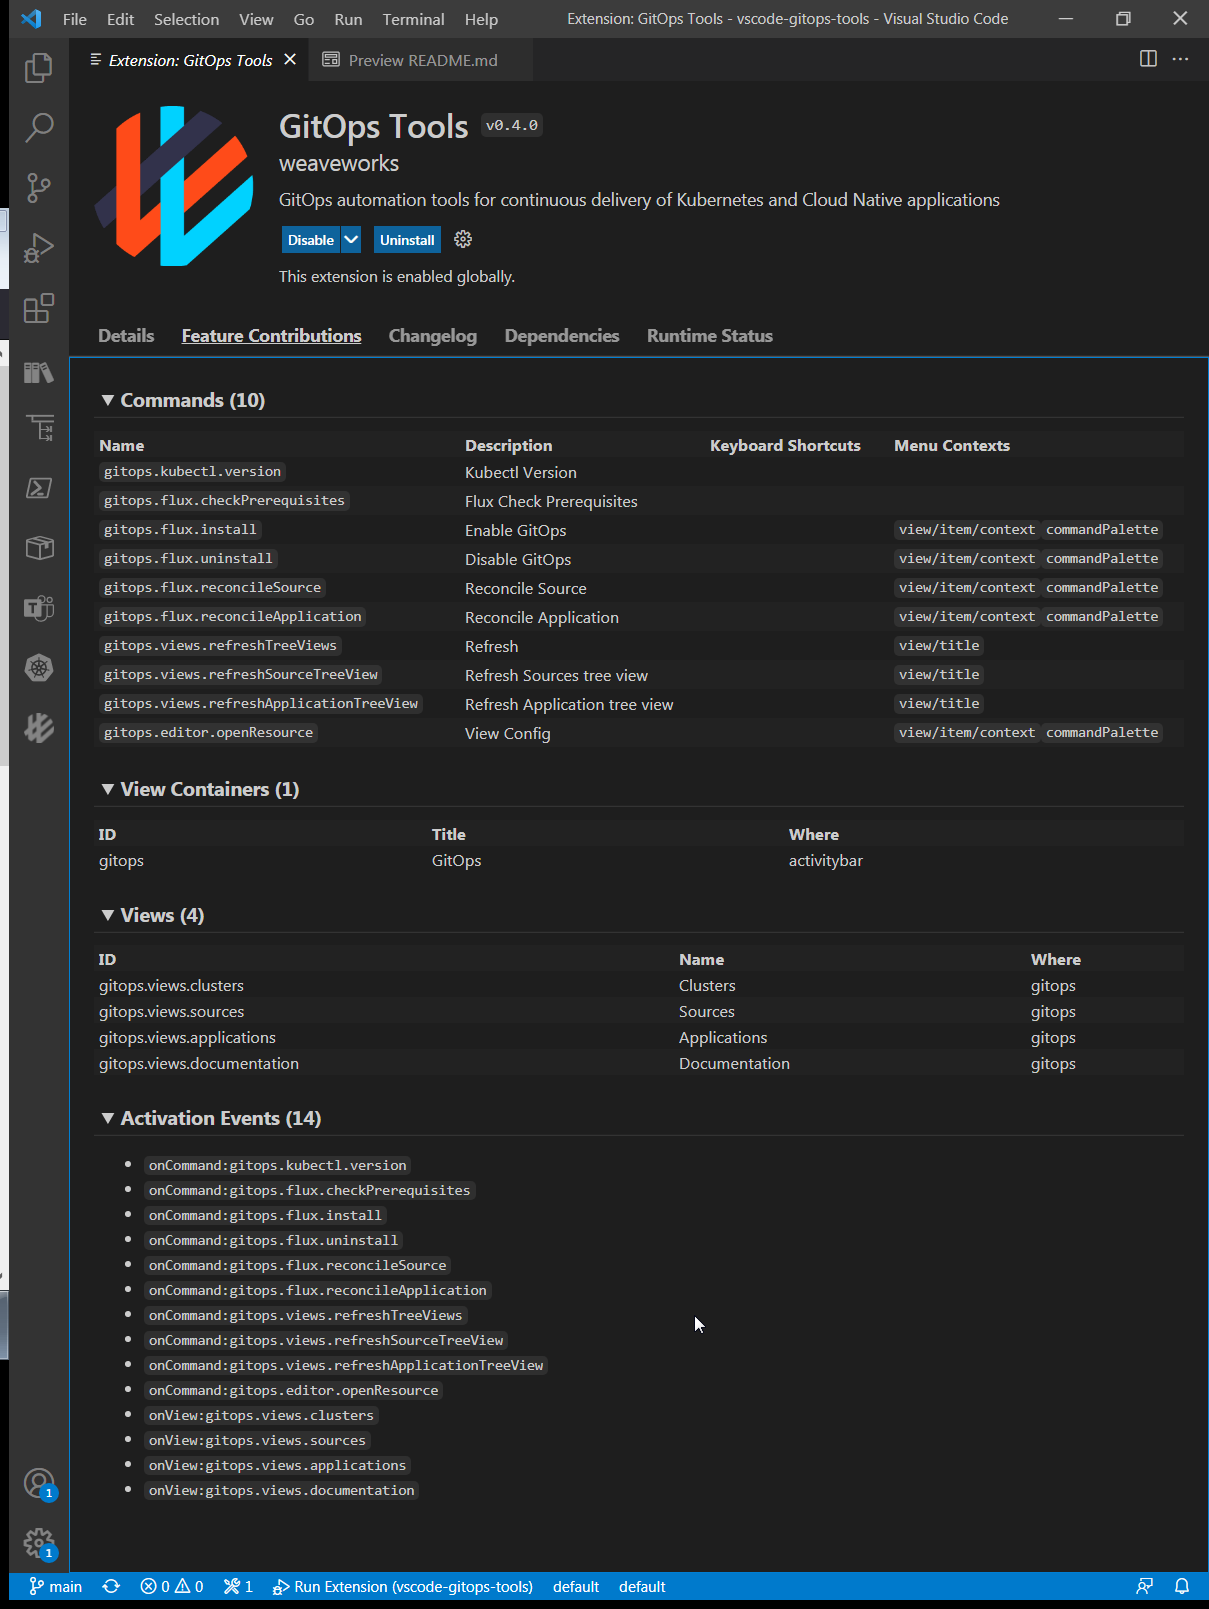 File Edit Selection View Go Run Terminal Help Extension: GitOps Tools - vscode-gitops-tools - Visual Studio Code
Extension: GitOps Tools Preview README.md
GitOps Tools v0.4.0
weaveworks
GitOps automation tools for continuous delivery of Kubernetes and Cloud Native applications
Disable Uninstall
This extension is enabled globally.
Details Feature Contributions Changelog Dependencies Runtime Status
Commands (10)
Name Description Keyboard Shortcuts Menu Contexts
gitops.kubectl.version Kubectl Version
gitops.flux.checkPrerequisites Flux Check Prerequisites
gitops.flux.install Enable GitOps view/item/context commandPalette
gitops.flux.uninstall Disable GitOps view/item/context commandPalette
gitops.flux.reconcileSource Reconcile Source view/item/context commandPalette
gitops.flux.reconcileApplication Reconcile Application view/item/context commandPalette
gitops.views.refreshTreeViews Refresh view/title
gitops.views.refreshSourceTreeView Refresh Sources tree view view/title
gitops.views.refreshApplicationTreeView Refresh Application tree view view/title
gitops.editor.openResource View Config view/item/context commandPalette
View Containers (1)
ID Title Where
gitops GitOps activitybar
Views (4)
ID Name Where
gitops.views.clusters Clusters gitops
gitops.views.sources Sources gitops
gitops.views.applications Applications gitops
gitops.views.documentation Documentation gitops
Activation Events (14)
onCommand:gitops.kubectl.version
onCommand:gitops.flux.checkPrerequisites
onCommand:gitops.flux.install
onCommand:gitops.flux.uninstall
onCommand:gitops.flux.reconcileSource
onCommand:gitops.flux.reconcileApplication
onCommand:gitops.views.refreshTreeViews
onCommand:gitops.views.refreshSourceTreeView
onCommand:gitops.views.refreshApplicationTreeView
onCommand:gitops.editor.openResource
onView:gitops.views.clusters
onView:gitops.views.sources
onView:gitops.views.applications
onView:gitops.views.documentation
1
1
main 0 0 1 Run Extension (vscode-gitops-tools) default default